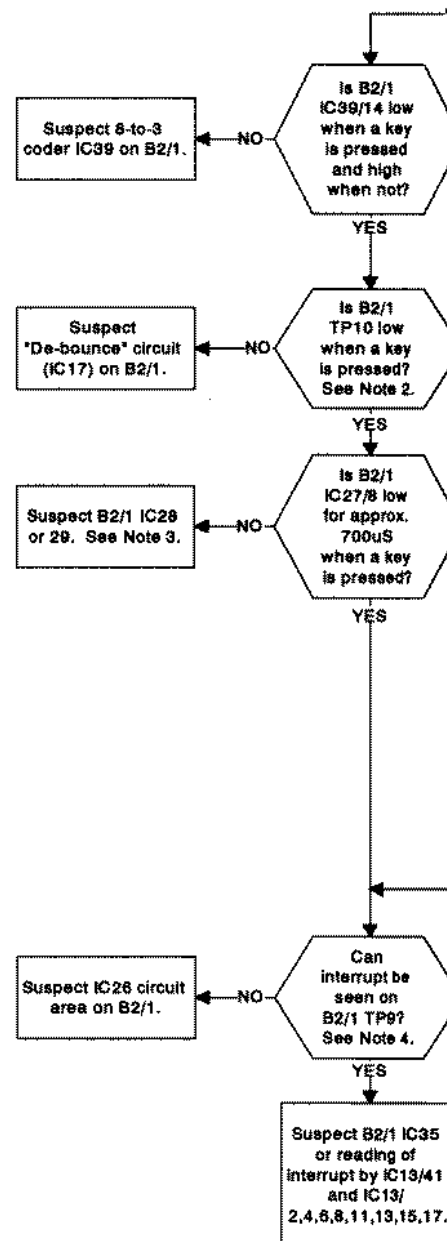 Is B2/1
IC39/14 low
when a key
is pressed
and high
when not?
NO
Suspect 8-to-3
coder IC39 on B2/1.
YES
Is B2/1
TP10 low
when a key
is pressed?
See Note 2.
NO
Suspect
"De-bounce" circuit
(IC17) on B2/1.
YES
Is B2/1
IC27/8 low
for approx.
700uS
when a key
is pressed?
NO
Suspect B2/1 IC28
or 29. See Note 3.
YES
Can
interrupt be
seen on
B2/1 TP9?
See Note 4.
NO
Suspect IC26 circuit
area on B2/1.
YES
Suspect B2/1 IC35
or reading of
interrupt by IC13/41
and IC13/
2,4,6,8,11,13,15,17.